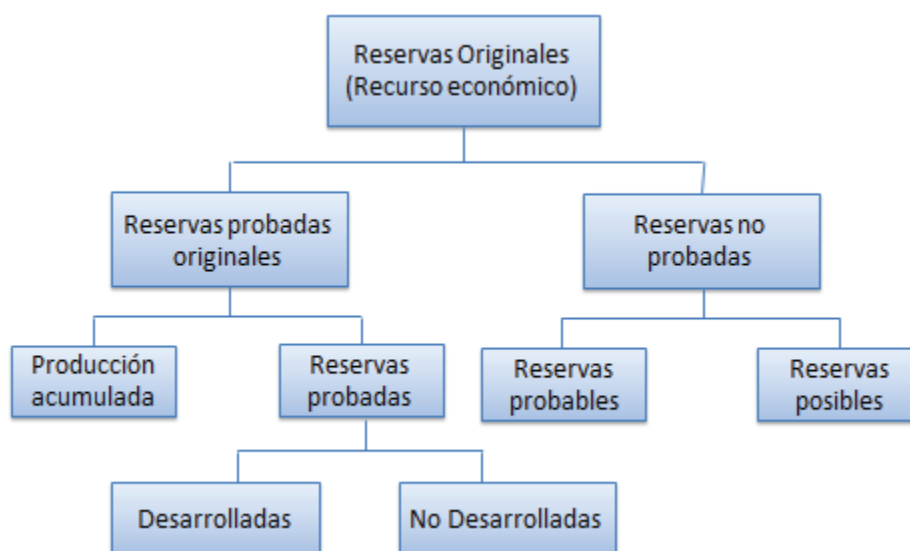 Reservas Originales
(Recurso económico)
Reservas probadas
originales
Reservas no
probadas
Producción
acumulada
Reservas
probadas
Reservas
probables
Reservas
posibles
Desarrolladas
No Desarrolladas